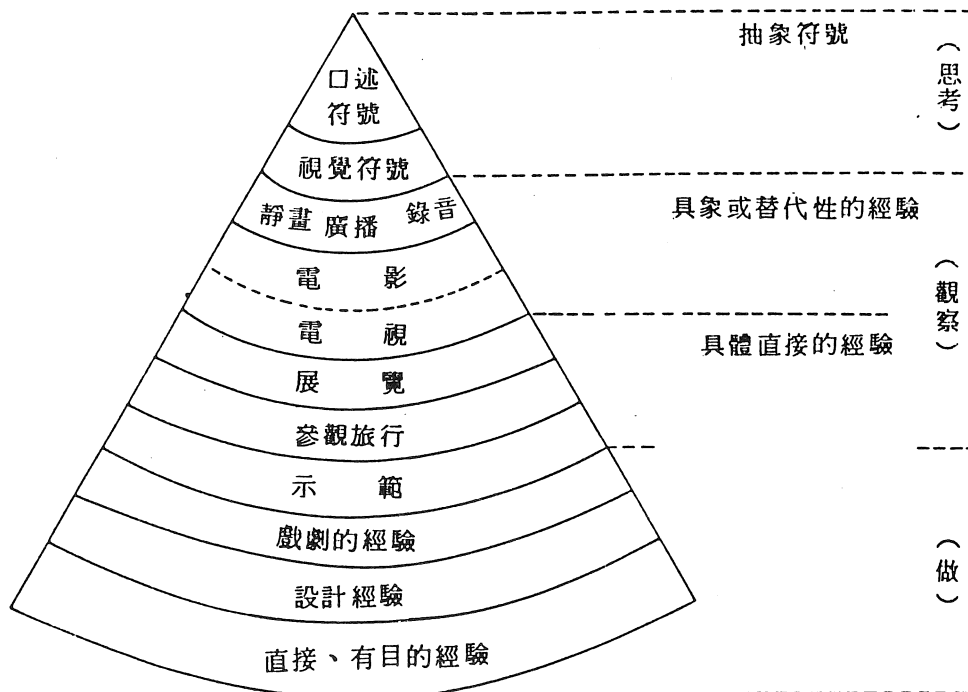 口述
符號
視覺符號
靜畫 廣播 錄音
電影
電視
展覽
參觀旅行
示範
戲劇的經驗
設計經驗
直接、有目的經驗
抽象符號
(思考)
具象或替代性的經驗
(觀察)
具體直接的經驗
(做)